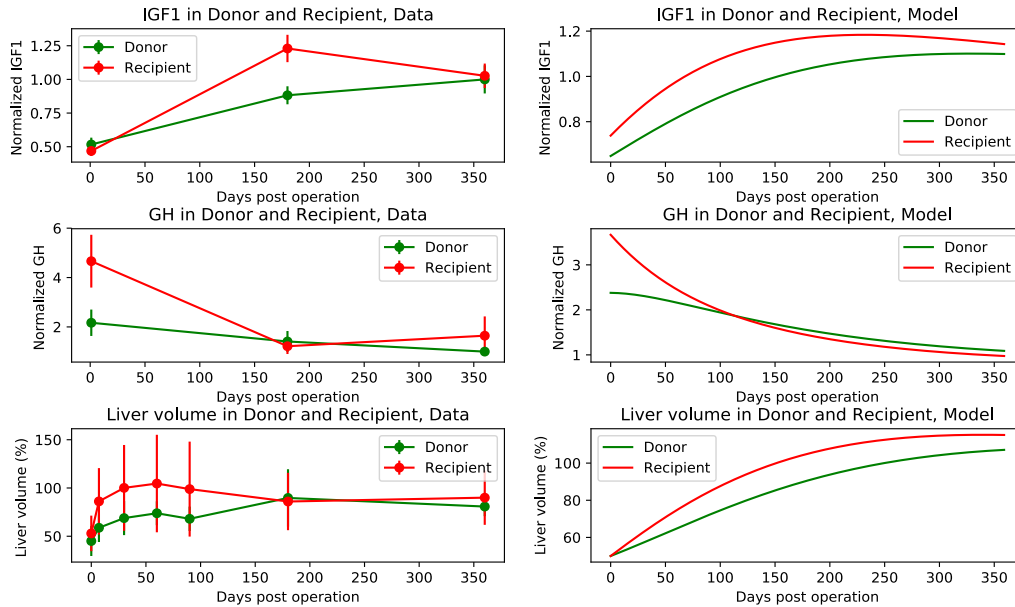 IGF1 in Donor and Recipient, Data
Normalized IGF1
1.25
1.00
0.75
0.50
Donor
Recipient
0 50 100 150 200 250 300 350
Days post operation
IGF1 in Donor and Recipient, Model
Normalized IGF1
1.2
1.0
0.8
Donor
Recipient
0 50 100 150 200 250 300 350
Days post operation
GH in Donor and Recipient, Data
Normalized GH
6
4
2
Donor
Recipient
0 50 100 150 200 250 300 350
Days post operation
GH in Donor and Recipient, Model
Normalized GH
3
2
1
Donor
Recipient
0 50 100 150 200 250 300 350
Days post operation
Liver volume in Donor and Recipient, Data
Liver volume (%)
150
100
50
Donor
Recipient
0 50 100 150 200 250 300 350
Days post operation
Liver volume in Donor and Recipient, Model
Liver volume (%)
100
80
60
Donor
Recipient
0 50 100 150 200 250 300 350
Days post operation